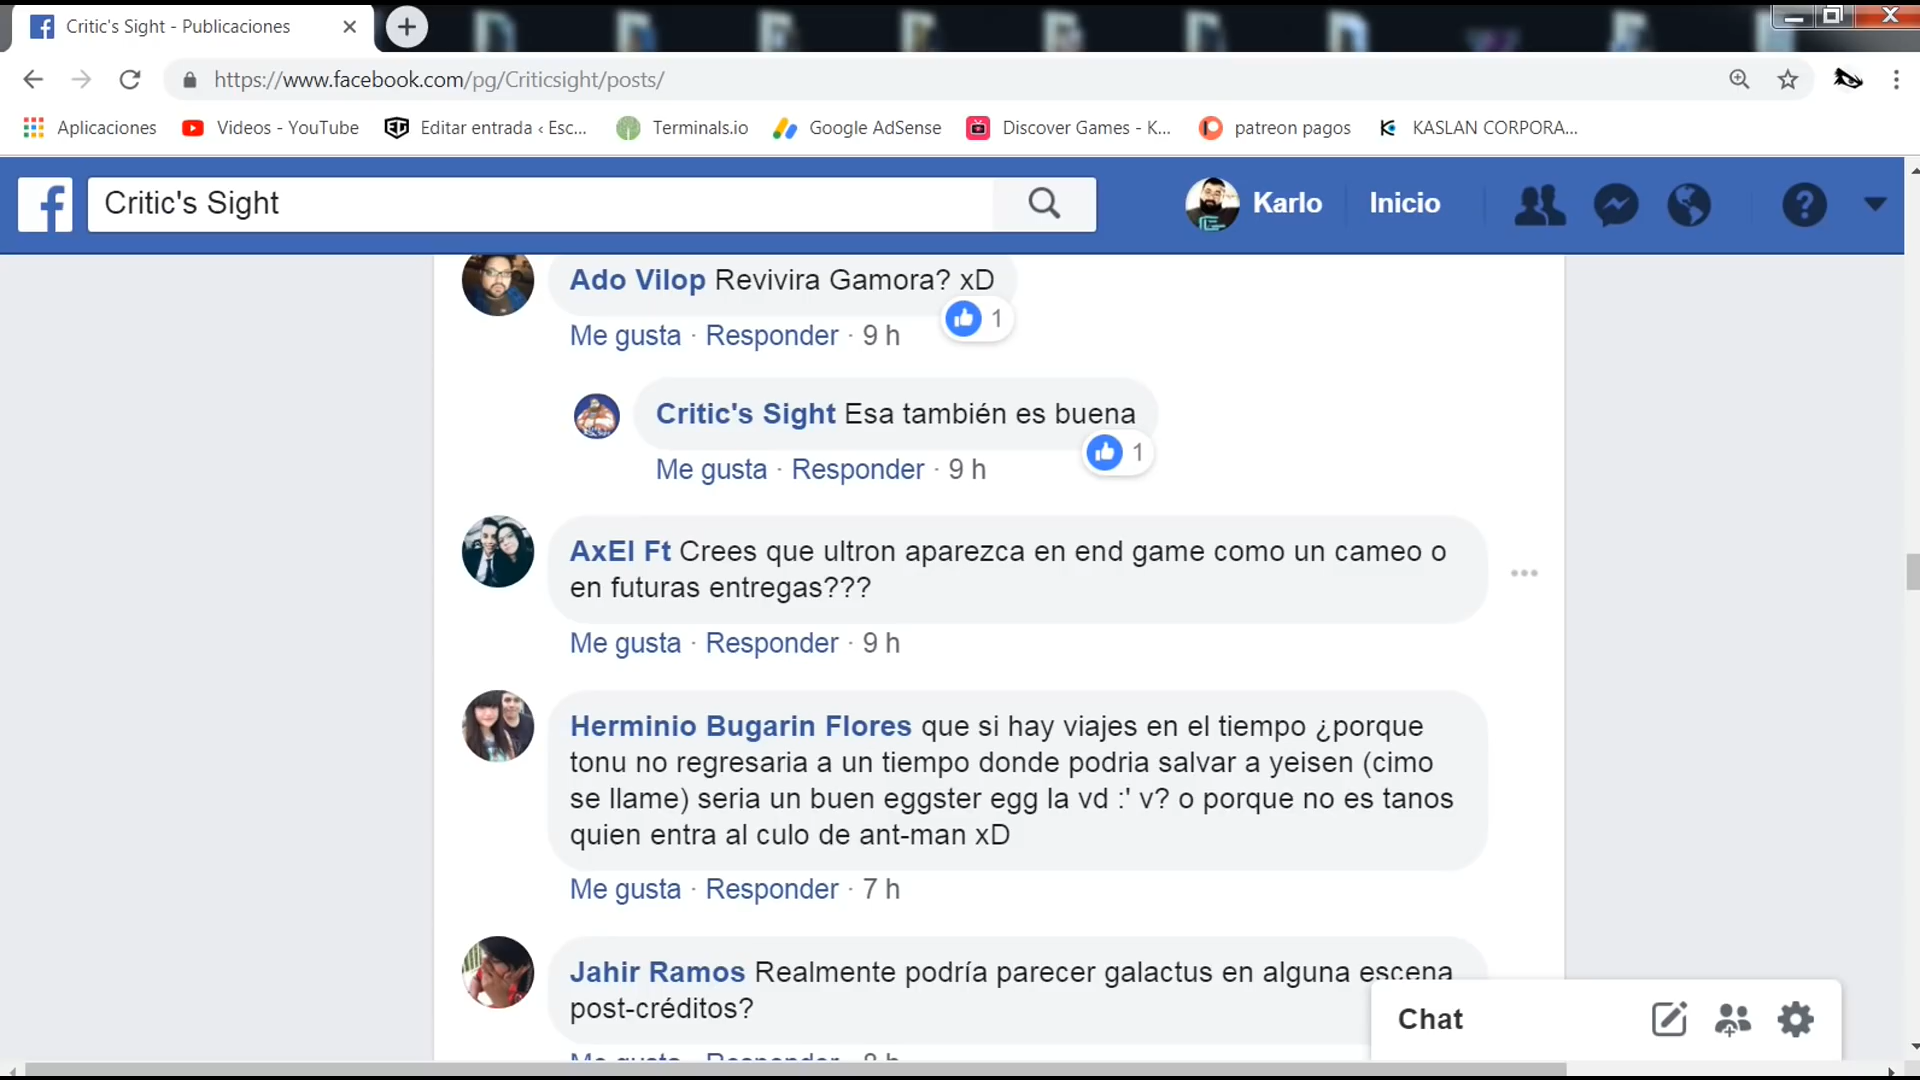 Critic's Sight - Publicaciones
https://www.facebook.com/pg/Criticsight/posts/
Aplicaciones Videos - YouTube Editar entrada ‹ Esc... Terminals.io Google AdSense Discover Games - K... patreon pagos KASLAN CORPORA...
Critic's Sight Karlo Inicio
Ado Vilop Revivira Gamora? xD
1
Me gusta · Responder · 9 h
Critic's Sight Esa también es buena
1
Me gusta · Responder · 9 h
AxEl Ft Crees que ultron aparezca en end game como un cameo o
en futuras entregas???
Me gusta · Responder · 9 h
Herminio Bugarin Flores que si hay viajes en el tiempo ¿porque
tonu no regresaria a un tiempo donde podria salvar a yeisen (cimo
se llame) seria un buen eggster egg la vd :' v? o porque no es tanos
quien entra al culo de ant-man xD
Me gusta · Responder · 7 h
Jahir Ramos Realmente podría parecer galactus en alguna escena
post-créditos?
Me gusta · Responder · 8 h
Chat